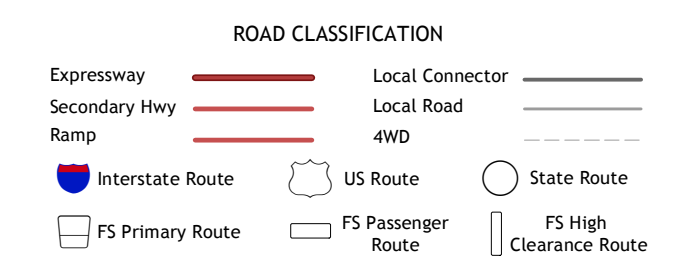 ROAD CLASSIFICATION
Expressway
Local Connector
Secondary Hwy
Local Road
Ramp
4WD
Interstate Route
US Route
State Route
FS Primary Route
FS Passenger
Route
FS High
Clearance Route